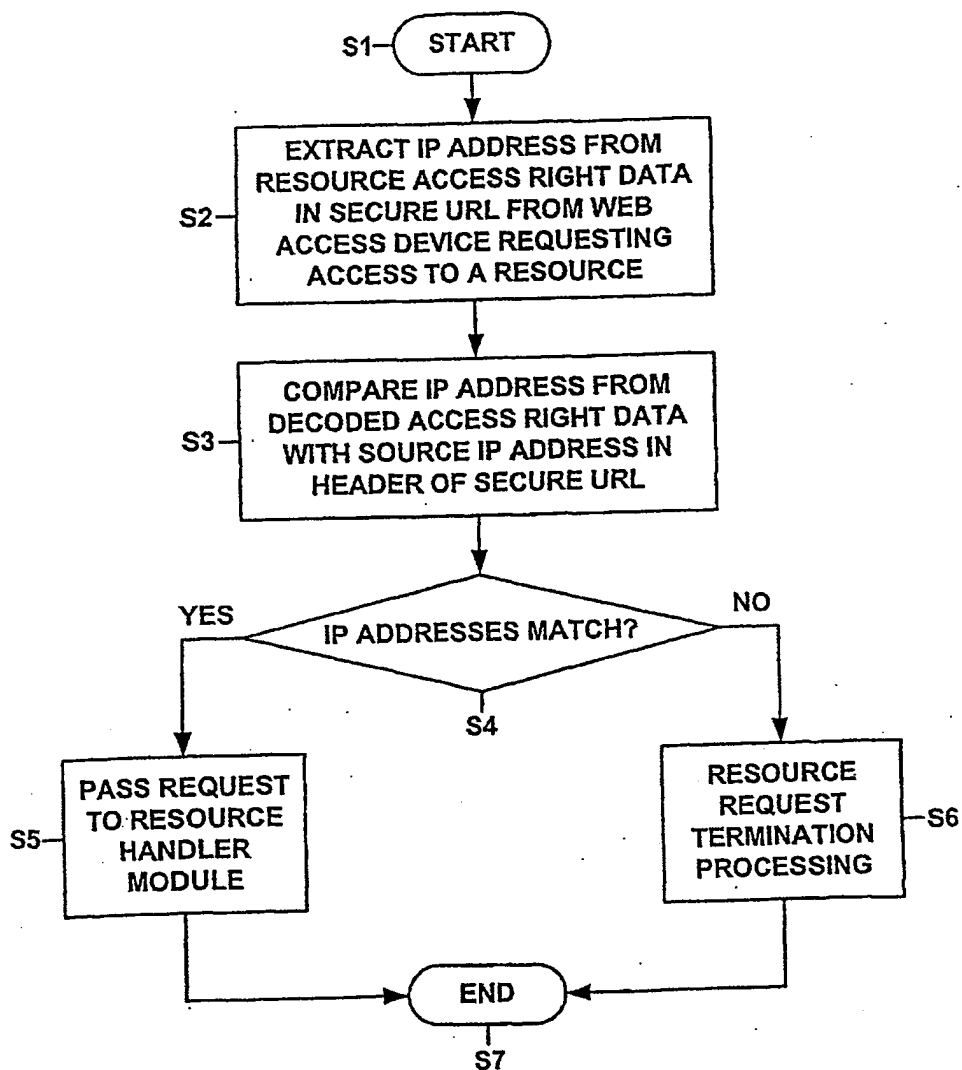 S1
START
EXTRACT IP ADDRESS FROM
RESOURCE ACCESS RIGHT DATA
IN SECURE URL FROM WEB
ACCESS DEVICE REQUESTING
ACCESS TO A RESOURCE
S2
COMPARE IP ADDRESS FROM
DECODED ACCESS RIGHT DATA
WITH SOURCE IP ADDRESS IN
HEADER OF SECURE URL
S3
YES
NO
IP ADDRESSES MATCH?
S4
PASS REQUEST
TO RESOURCE
HANDLER
MODULE
S5
RESOURCE
REQUEST
TERMINATION
PROCESSING
S6
END
S7